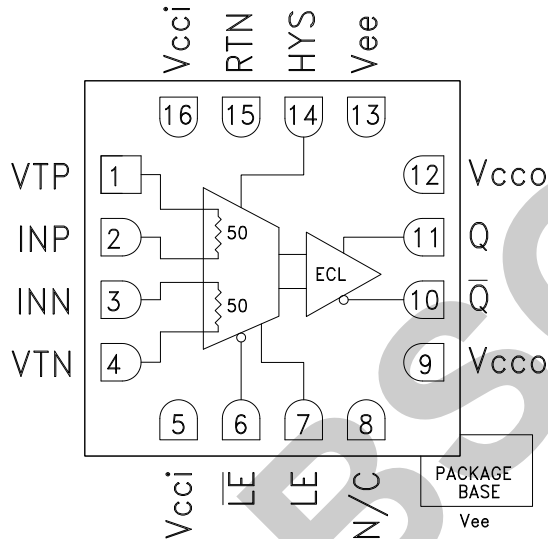 Vcci RTN HYS Vee
16 15 14 13
VTP 1 12 Vcco
INP 2 50 11 Q
ECL
INN 3 50 10 Q̅
VTN 4 9 Vcco
5 6 7 8
Vcci L̅E̅ LE N/C
PACKAGE
BASE
Vee